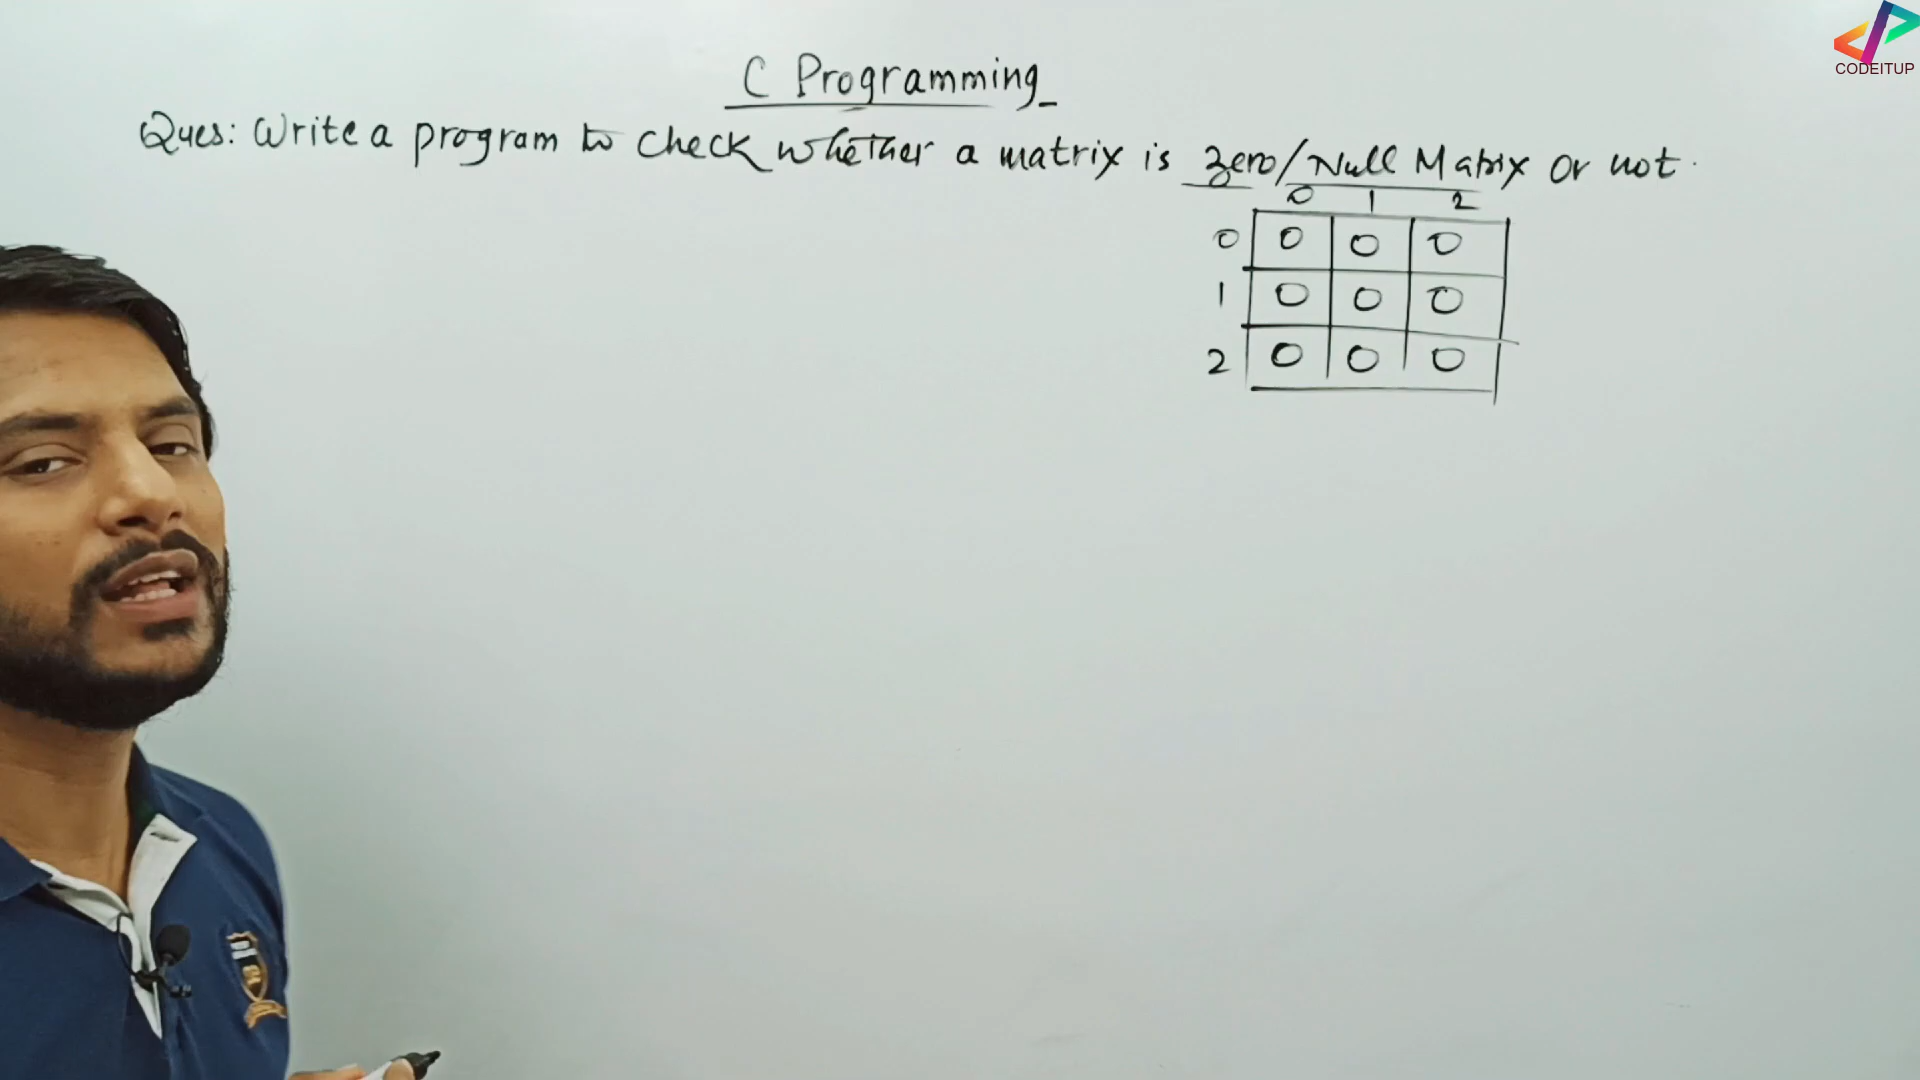 CODEITUP
C Programming
Ques: Write a program to check whether a matrix is Zero/Null Matrix or not.
0 1 2
0 0 0 0
1 0 0 0
2 0 0 0